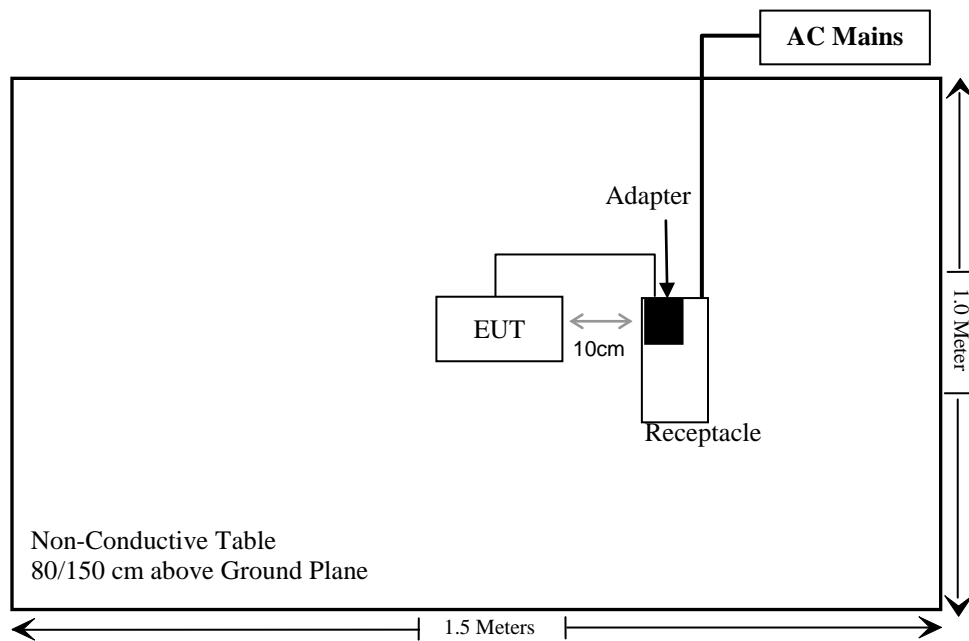 AC Mains
Adapter
EUT
10cm
Receptacle
1.0 Meter
Non-Conductive Table
80/150 cm above Ground Plane
1.5 Meters